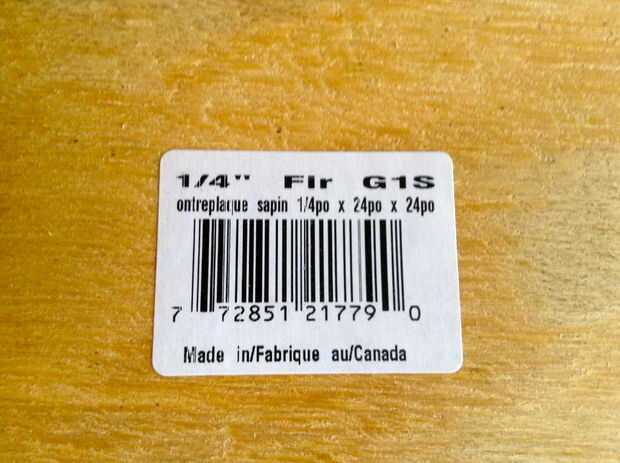 1/4" Fir G1S
ontreplaque sapin 1/4po x 24po x 24po
7 72851 21779 0
Made in/Fabrique au/Canada